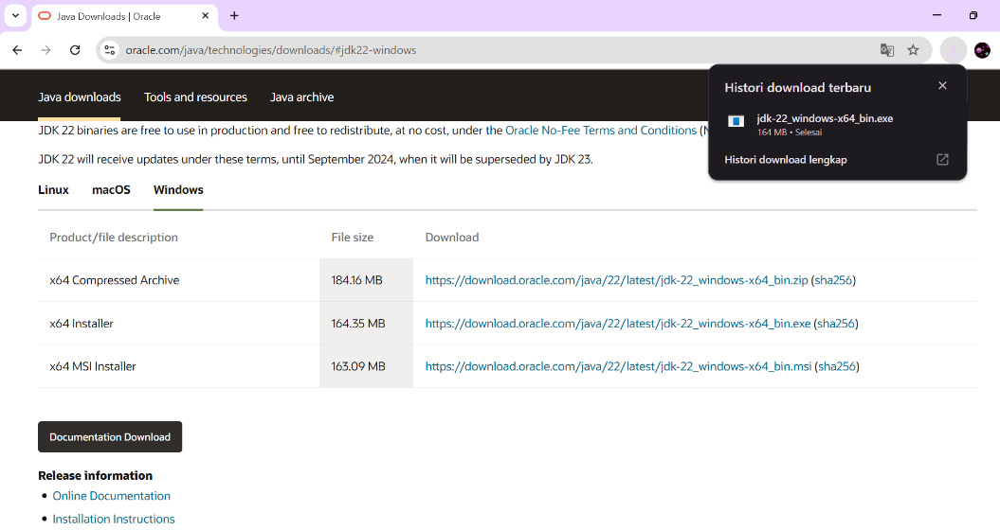 Java Downloads | Oracle
oracle.com/java/technologies/downloads/#jdk22-windows
Java downloads Tools and resources Java archive
Histori download terbaru
jdk-22_windows-x64_bin.exe
164 MB • Selesai
Histori download lengkap
JDK 22 binaries are free to use in production and free to redistribute, at no cost, under the Oracle No-Fee Terms and Conditions (N
JDK 22 will receive updates under these terms, until September 2024, when it will be superseded by JDK 23.
Linux macOS Windows
Product/file description File size Download
x64 Compressed Archive 184.16 MB https://download.oracle.com/java/22/latest/jdk-22_windows-x64_bin.zip (sha256)
x64 Installer 164.35 MB https://download.oracle.com/java/22/latest/jdk-22_windows-x64_bin.exe (sha256)
x64 MSI Installer 163.09 MB https://download.oracle.com/java/22/latest/jdk-22_windows-x64_bin.msi (sha256)
Documentation Download
Release information
• Online Documentation
• Installation Instructions